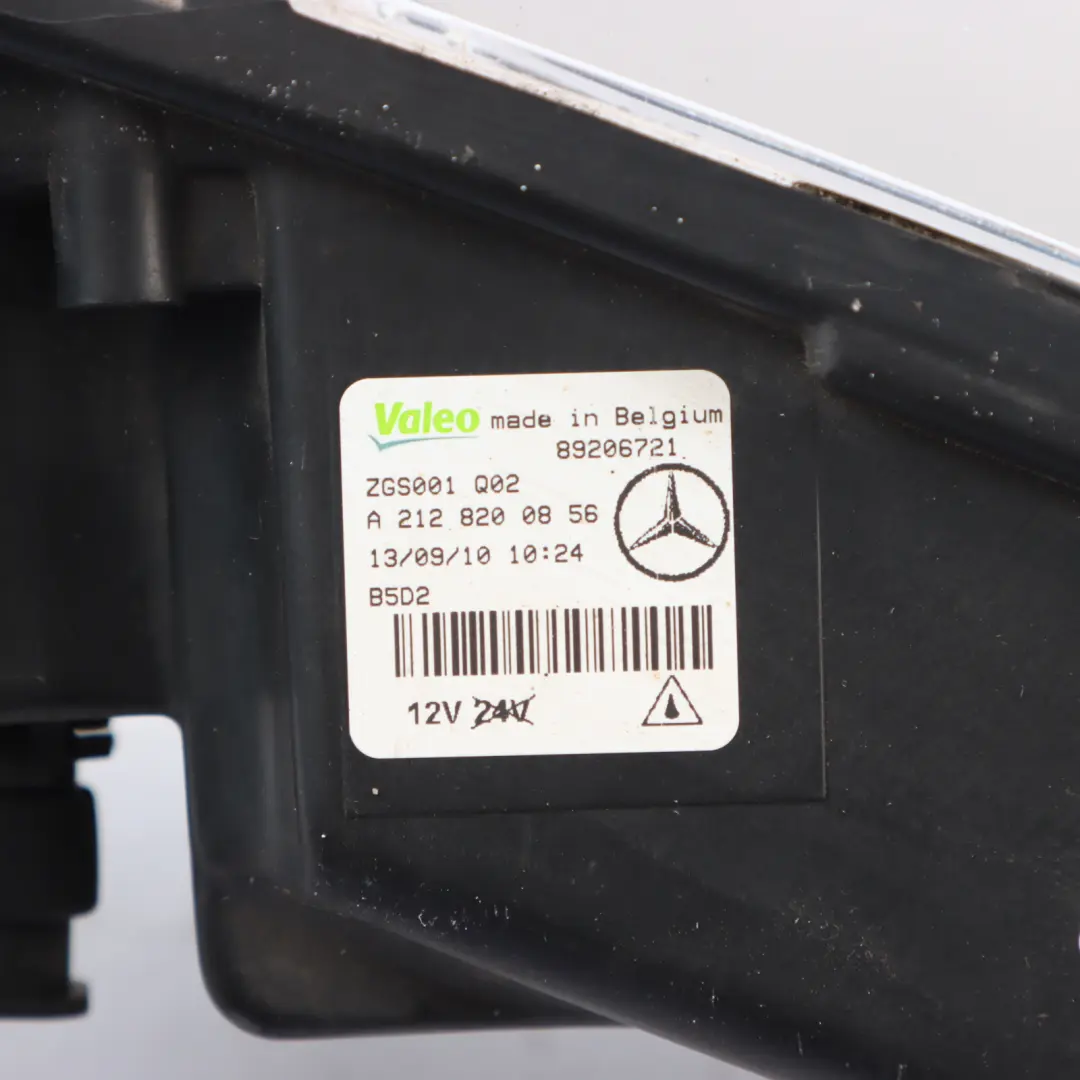 Valeo made in Belgium
89206721
ZGS001 Q02
A 212 820 08 56
13/09/10 10:24
B5D2
12V 24V